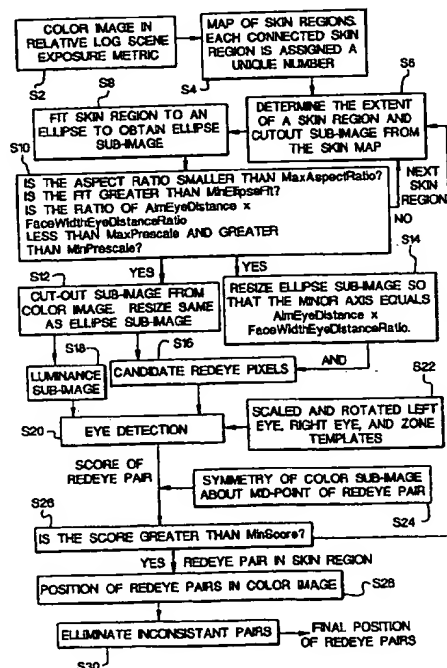 COLOR IMAGE IN
RELATIVE LOG SCENE
EXPOSURE METRIC
S2
MAP OF SKIN REGIONS.
EACH CONNECTED SKIN
REGION IS ASSIGNED A
UNIQUE NUMBER
S4
S8
S6
FIT SKIN REGION TO AN
ELLIPSE TO OBTAIN ELLIPSE
SUB-IMAGE
DETERMINE THE EXTENT
OF A SKIN REGION AND
CUTOUT SUB-IMAGE FROM
THE SKIN MAP
S10
IS THE ASPECT RATIO SMALLER THAN MaxAspectRatio?
IS THE FIT GREATER THAN MinEllipseFit?
IS THE RATIO OF AimEyeDistance x
FaceWidthEyeDistanceRatio
LESS THAN MaxPrescale AND GREATER
THAN MinPrescale?
NEXT
SKIN
REGION
NO
S14
S12
YES
YES
CUT-OUT SUB-IMAGE FROM
COLOR IMAGE. RESIZE SAME
AS ELLIPSE SUB-IMAGE
RESIZE ELLIPSE SUB-IMAGE SO
THAT THE MINOR AXIS EQUALS
AimEyeDistance x
FaceWidthEyeDistanceRatio.
S18
S16
AND
LUMINANCE
SUB-IMAGE
CANDIDATE REDEYE PIXELS
S22
S20
EYE DETECTION
SCALED AND ROTATED LEFT
EYE, RIGHT EYE, AND ZONE
TEMPLATES
SCORE OF
REDEYE PAIR
SYMMETRY OF COLOR SUB-IMAGE
ABOUT MID-POINT OF REDEYE PAIR
S24
S26
IS THE SCORE GREATER THAN MinScore?
YES
REDEYE PAIR IN SKIN REGION
POSITION OF REDEYE PAIRS IN COLOR IMAGE
S28
ELLIMINATE INCONSISTANT PAIRS
FINAL POSITION
OF REDEYE PAIRS
S30